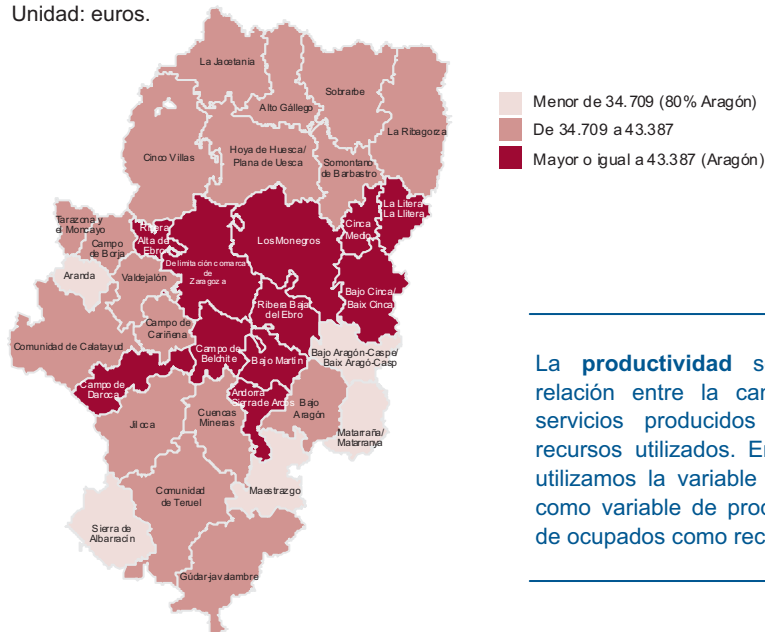 Unidad: euros.
La Jacetania
Alto Gállego
Sobrarbe
La Ribagorza
Cinco Villas
Hoya de Huesca/
Plana de Uesca
Somontano
de Barbastro
Menor de 34.709 (80% Aragón)
De 34.709 a 43.387
Mayor o igual a 43.387 (Aragón)
Tarazona y
el Moncayo
Campo
de Borja
Ribera
Alta del
Ebro
Los Monegros
Cinca
Medio
La Litera/
La Llitera
Aranda
Valdejalón
Delimitación comarcal
de
Zaragoza
Bajo Cinca/
Baix Cinca
Ribera Baja
del Ebro
Comunidad de Calatayud
Campo de
Cariñena
Campo de
Belchite
Bajo Martín
Bajo Aragón-Caspe/
Baix Aragó-Casp
Campo de
Daroca
Andorra
Sierra de Arcos
Bajo
Aragón
Jiloca
Cuencas
Mineras
Matarraña/
Matarranya
Comunidad
de Teruel
Maestrazgo
Sierra de
Albarracín
Gúdar-javalambre
La productividad s
relación entre la car
servicios producidos
recursos utilizados. En
utilizamos la variable
como variable de prod
de ocupados como rec